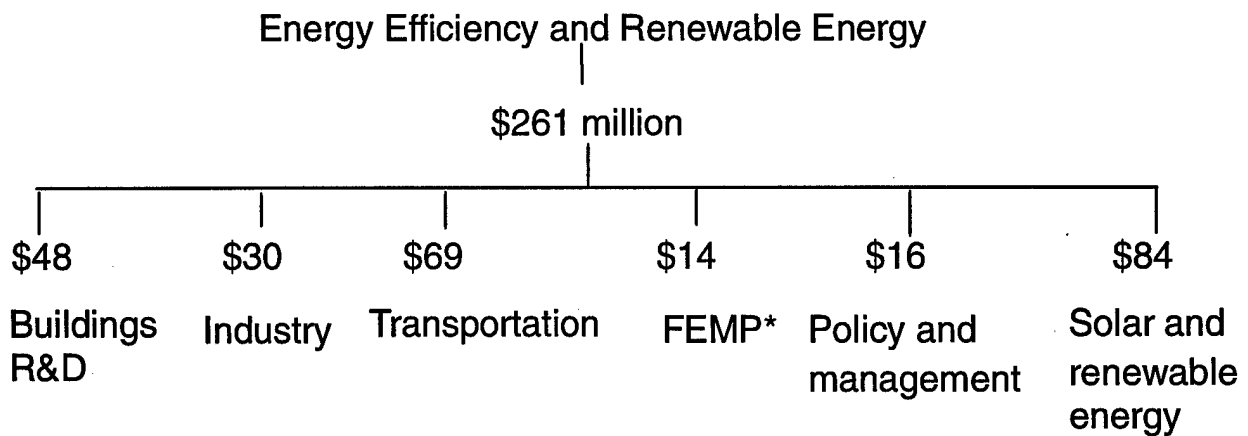 Energy Efficiency and Renewable Energy
$261 million
$48 $30 $69 $14 $16 $84
Buildings R&D
Industry
Transportation
FEMP*
Policy and management
Solar and renewable energy